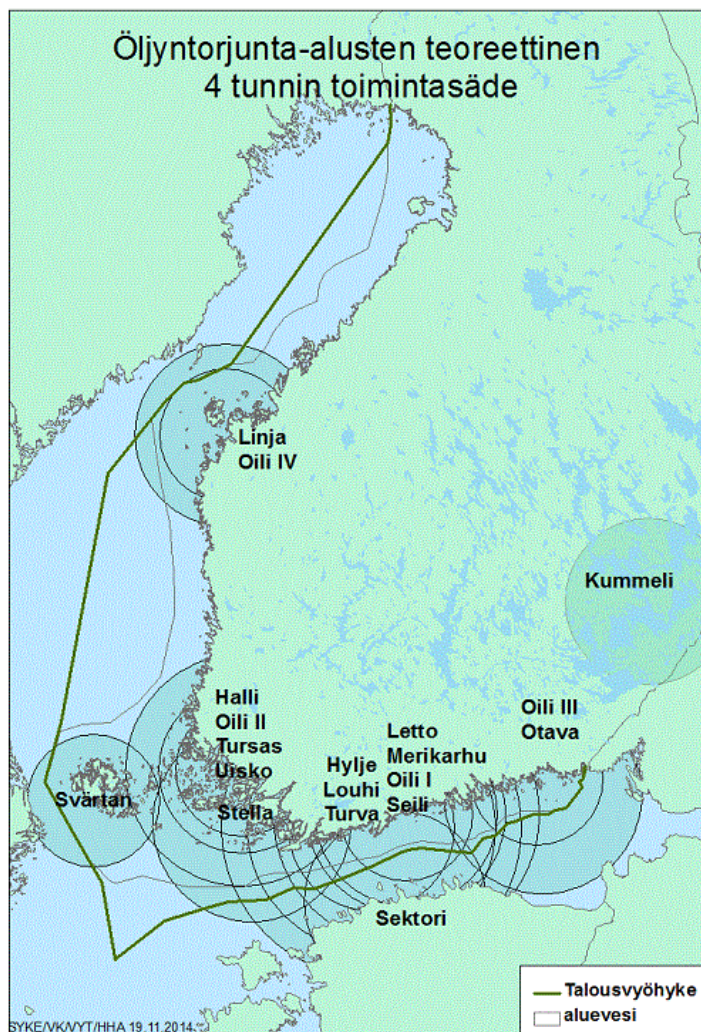 Öljyntorjunta-alusten teoreettinen
4 tunnin toimintasäde
Linja
Oili IV
Kummeli
Halli
Oili II
Tursas
Uisko
Stella
Svärtan
Hylje
Louhi
Turva
Letto
Merikarhu
Oili I
Seili
Oili III
Otava
Sektori
Talousvyöhyke
aluevesi
SYKE/VK/VYT/HHA 19.11.2014